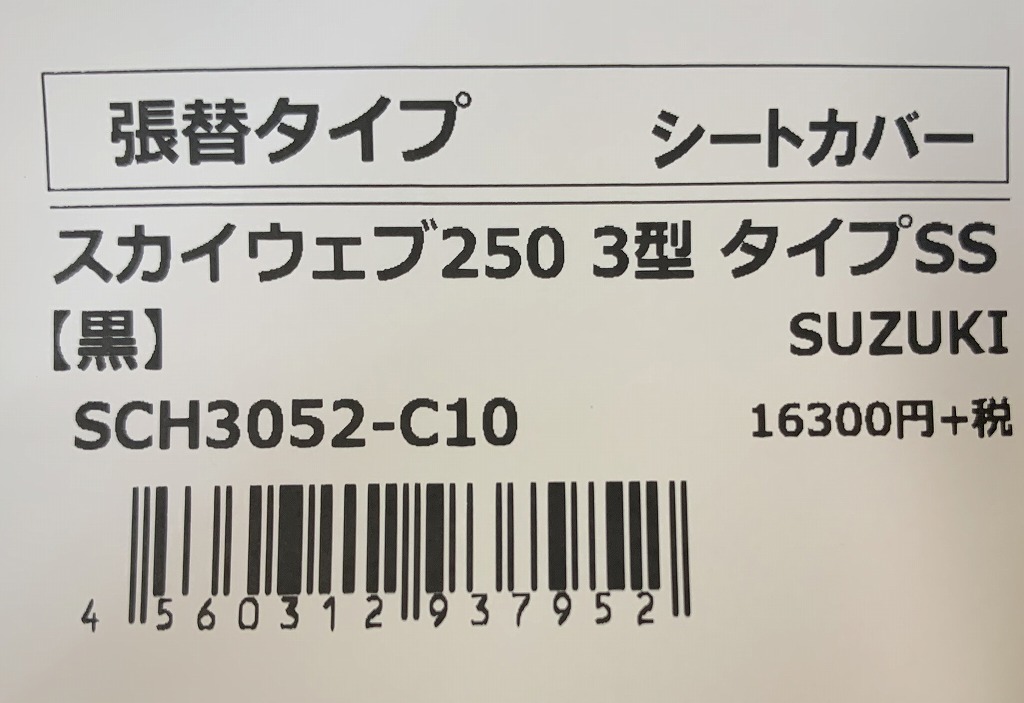 張替タイプ シートカバー
スカイウェブ250 3型 タイプSS
【黒】 SUZUKI
SCH3052-C10 16300円+税
4 560312 937952